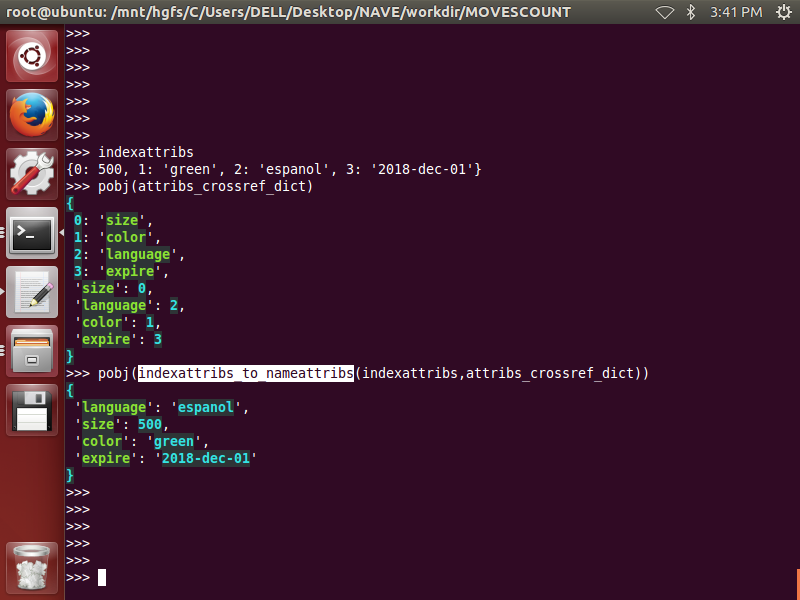 root@ubuntu: /mnt/hgfs/C/Users/DELL/Desktop/NAVE/workdir/MOVESCOUNT 3:41 PM
>>>
>>>
>>>
>>>
>>>
>>>
>>>
>>> indexattribs
{0: 500, 1: 'green', 2: 'espanol', 3: '2018-dec-01'}
>>> pobj(attribs_crossref_dict)
{
 0: 'size',
 1: 'color',
 2: 'language',
 3: 'expire',
 'size': 0,
 'language': 2,
 'color': 1,
 'expire': 3
}
>>> pobj(indexattribs_to_nameattribs(indexattribs,attribs_crossref_dict))
{
 'language': 'espanol',
 'size': 500,
 'color': 'green',
 'expire': '2018-dec-01'
}
>>>
>>>
>>>
>>>
>>>
>>>